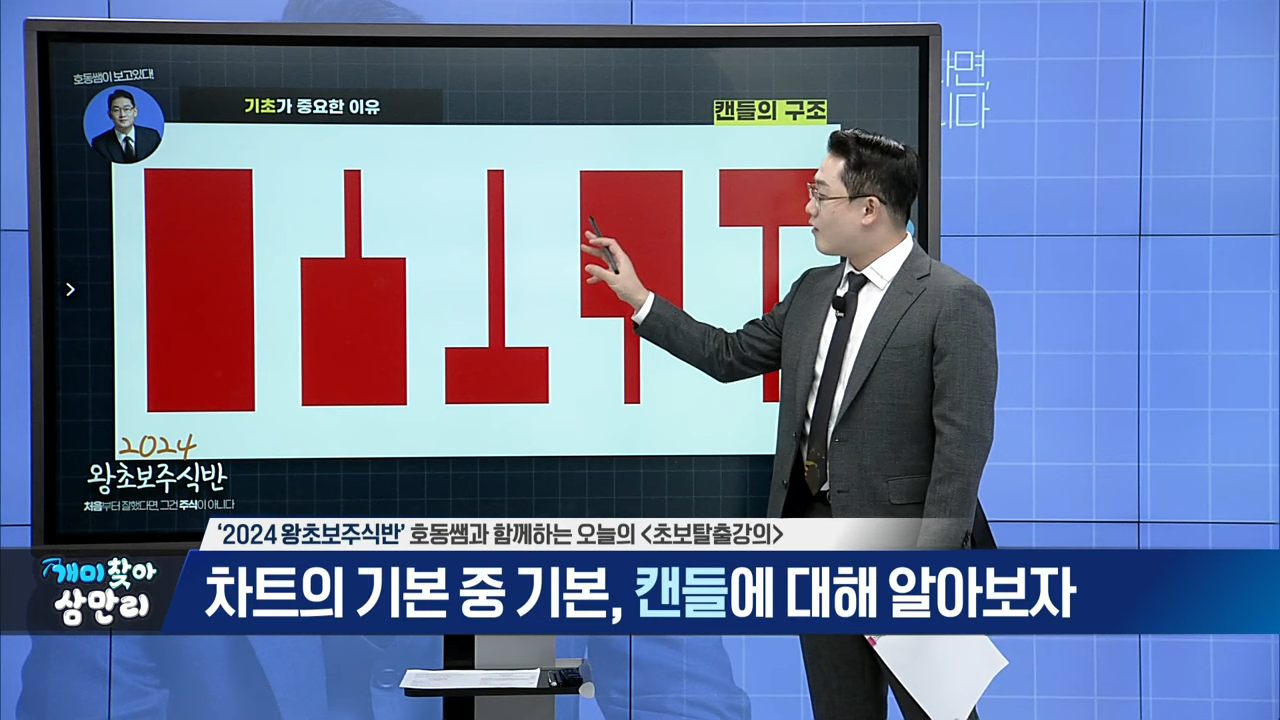 호동쌤이 보고있다!
기초가 중요한 이유
캔들의 구조
2024
왕초보주식반
처음부터 잘했다면, 그건 주식이 아니다
'2024 왕초보주식반' 호동쌤과 함께하는 오늘의 <초보탈출강의>
개미찾아
삼만리
차트의 기본 중 기본, 캔들에 대해 알아보자